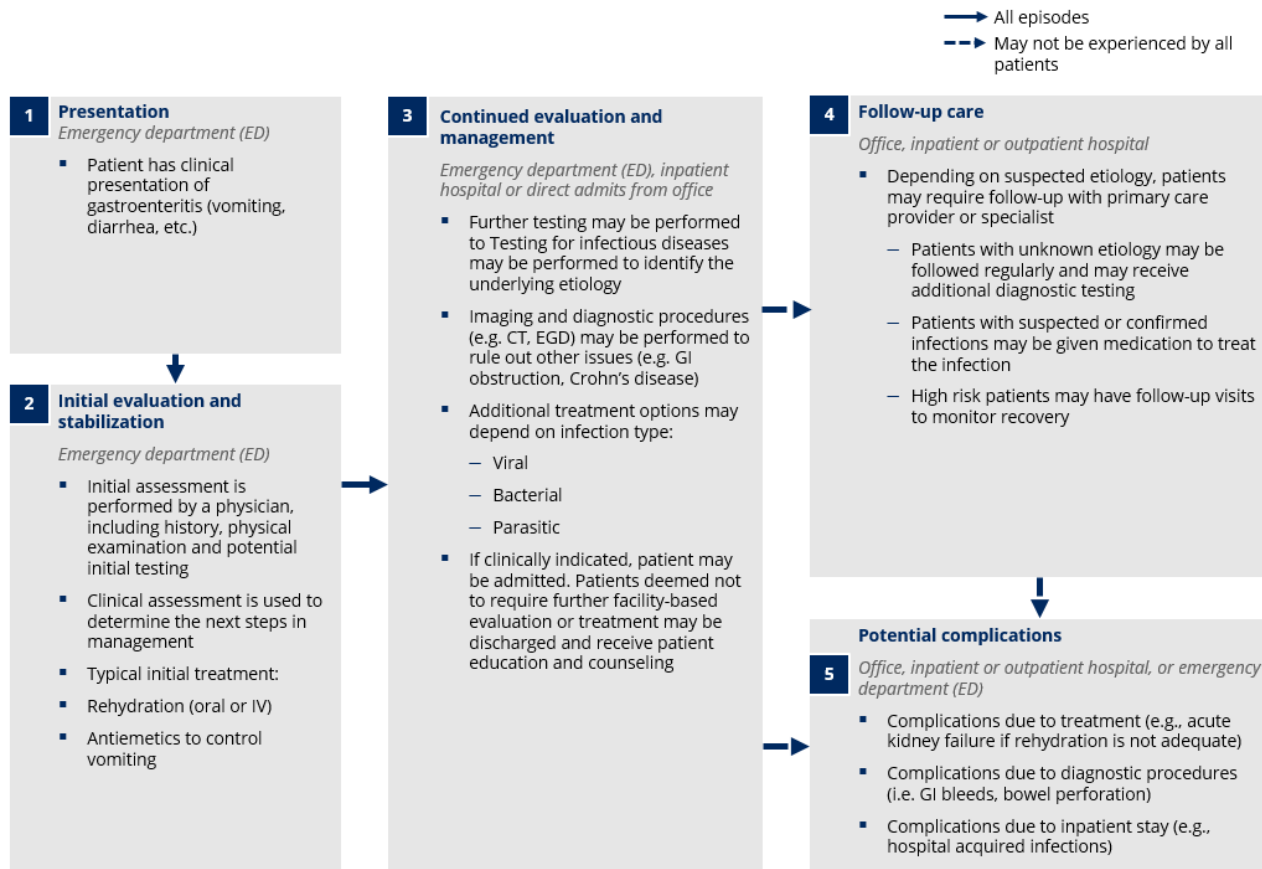 All episodes
May not be experienced by all
patients
1
Presentation
Emergency department (ED)
▪ Patient has clinical
presentation of
gastroenteritis (vomiting,
diarrhea, etc.)
2
Initial evaluation and
stabilization
Emergency department (ED)
▪ Initial assessment is
performed by a physician,
including history, physical
examination and potential
initial testing
▪ Clinical assessment is used to
determine the next steps in
management
▪ Typical initial treatment:
▪ Rehydration (oral or IV)
▪ Antiemetics to control
vomiting
3
Continued evaluation and
management
Emergency department (ED), inpatient
hospital or direct admits from office
▪ Further testing may be performed
to Testing for infectious diseases
may be performed to identify the
underlying etiology
▪ Imaging and diagnostic procedures
(e.g. CT, EGD) may be performed to
rule out other issues (e.g. GI
obstruction, Crohn's disease)
▪ Additional treatment options may
depend on infection type:
– Viral
– Bacterial
– Parasitic
▪ If clinically indicated, patient may
be admitted. Patients deemed not
to require further facility-based
evaluation or treatment may be
discharged and receive patient
education and counseling
4
Follow-up care
Office, inpatient or outpatient hospital
▪ Depending on suspected etiology, patients
may require follow-up with primary care
provider or specialist
– Patients with unknown etiology may be
followed regularly and may receive
additional diagnostic testing
– Patients with suspected or confirmed
infections may be given medication to treat
the infection
– High risk patients may have follow-up visits
to monitor recovery
5
Potential complications
Office, inpatient or outpatient hospital, or emergency
department (ED)
▪ Complications due to treatment (e.g., acute
kidney failure if rehydration is not adequate)
▪ Complications due to diagnostic procedures
(i.e. GI bleeds, bowel perforation)
▪ Complications due to inpatient stay (e.g.,
hospital acquired infections)